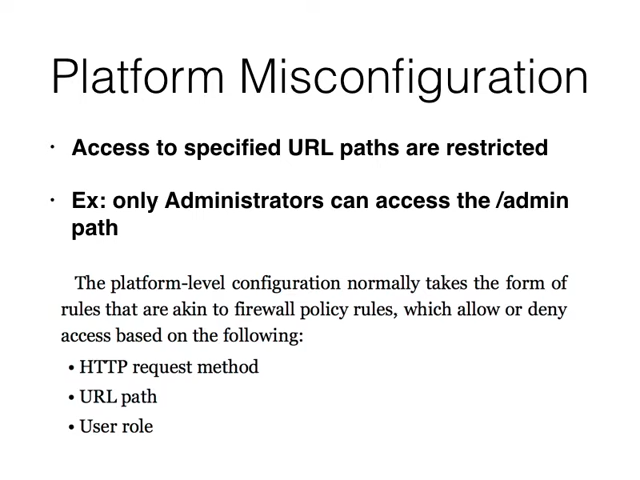 Platform Misconfiguration
• Access to specified URL paths are restricted
• Ex: only Administrators can access the /admin
path
The platform-level configuration normally takes the form of
rules that are akin to firewall policy rules, which allow or deny
access based on the following:
• HTTP request method
• URL path
• User role